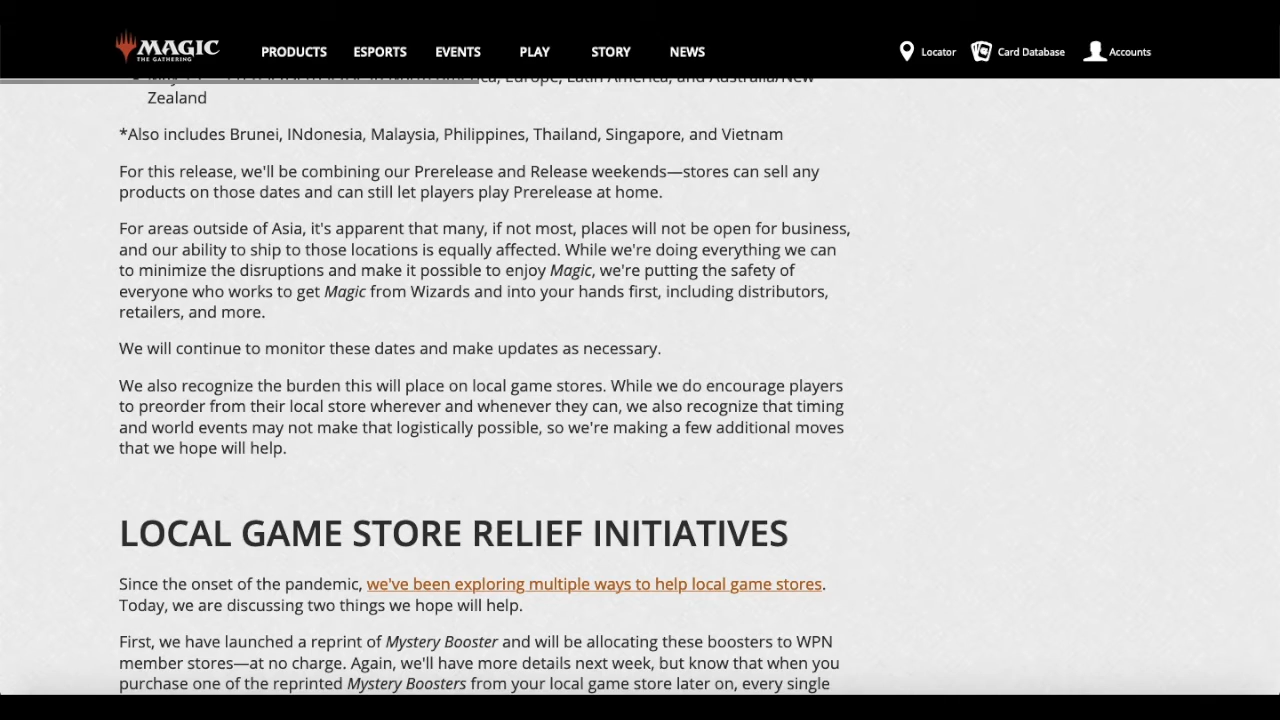 MAGIC
THE GATHERING
PRODUCTS ESPORTS EVENTS PLAY STORY NEWS
Locator Card Database Accounts
Europe, Latin America, and Australia/New
Zealand
*Also includes Brunei, INdonesia, Malaysia, Philippines, Thailand, Singapore, and Vietnam
For this release, we'll be combining our Prerelease and Release weekends—stores can sell any
products on those dates and can still let players play Prerelease at home.
For areas outside of Asia, it's apparent that many, if not most, places will not be open for business,
and our ability to ship to those locations is equally affected. While we're doing everything we can
to minimize the disruptions and make it possible to enjoy Magic, we're putting the safety of
everyone who works to get Magic from Wizards and into your hands first, including distributors,
retailers, and more.
We will continue to monitor these dates and make updates as necessary.
We also recognize the burden this will place on local game stores. While we do encourage players
to preorder from their local store wherever and whenever they can, we also recognize that timing
and world events may not make that logistically possible, so we're making a few additional moves
that we hope will help.
LOCAL GAME STORE RELIEF INITIATIVES
Since the onset of the pandemic, we've been exploring multiple ways to help local game stores.
Today, we are discussing two things we hope will help.
First, we have launched a reprint of Mystery Booster and will be allocating these boosters to WPN
member stores—at no charge. Again, we'll have more details next week, but know that when you
purchase one of the reprinted Mystery Boosters from your local game store later on, every single